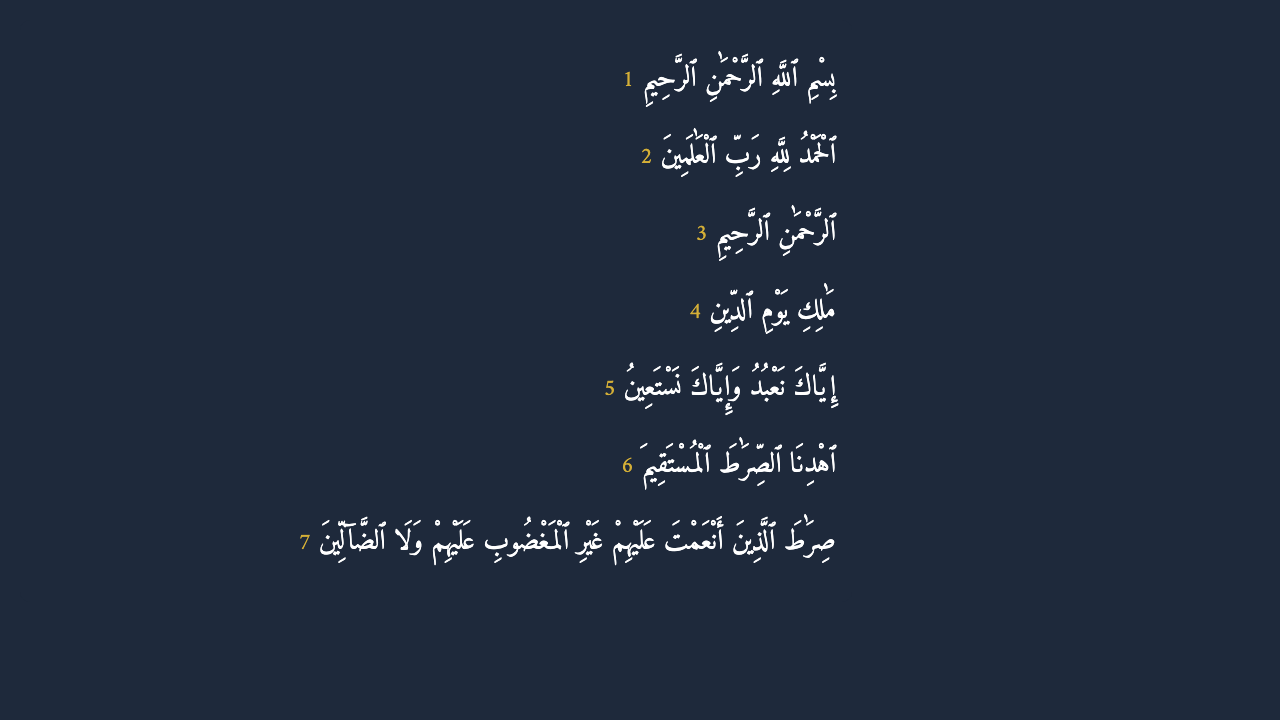 بِسْمِ ٱللَّهِ ٱلرَّحْمَٰنِ ٱلرَّحِيمِ 1
ٱلْحَمْدُ لِلَّهِ رَبِّ ٱلْعَٰلَمِينَ 2
ٱلرَّحْمَٰنِ ٱلرَّحِيمِ 3
مَٰلِكِ يَوْمِ ٱلدِّينِ 4
إِيَّاكَ نَعْبُدُ وَإِيَّاكَ نَسْتَعِينُ 5
ٱهْدِنَا ٱلصِّرَٰطَ ٱلْمُسْتَقِيمَ 6
صِرَٰطَ ٱلَّذِينَ أَنْعَمْتَ عَلَيْهِمْ غَيْرِ ٱلْمَغْضُوبِ عَلَيْهِمْ وَلَا ٱلضَّآلِّينَ 7